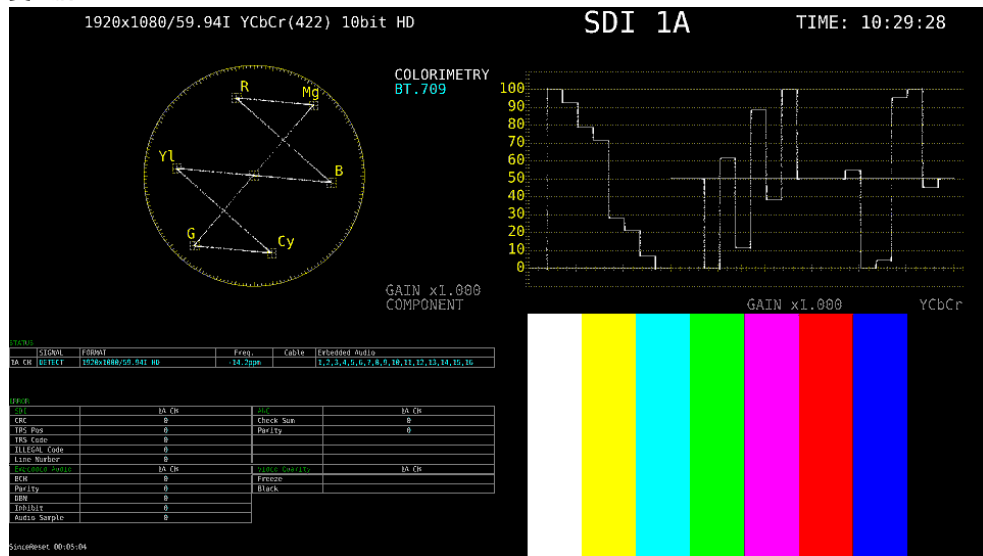 1920x1080/59.94I YCbCr(422) 10bit HD
SDI 1A
TIME: 10:29:28
COLORIMETRY
BT.709
R
Mg
Yl
B
G
Cy
GAIN x1.000
COMPONENT
100
90
80
70
60
50
40
30
20
10
0
GAIN x1.000
YCbCr
STATUS
SIGNAL FORMAT Freq. Cable Embedded Audio
1A CH DETECT 1920x1080/59.94I HD -14.2ppm 1,2,3,4,5,6,7,8,9,10,11,12,13,14,15,16
ERROR
SDI 1A CH ANC 1A CH
CRC 0 Check Sum 0
TRS Pos 0 Parity 0
TRS Code 0
ILLEGAL Code 0
Line Number 0
Embedded Audio 1A CH Video Quality 1A CH
BCH 0 Freeze
Parity 0 Black
DBN 0
Inhibit 0
Audio Sample 0
SinceReset 00:05:04